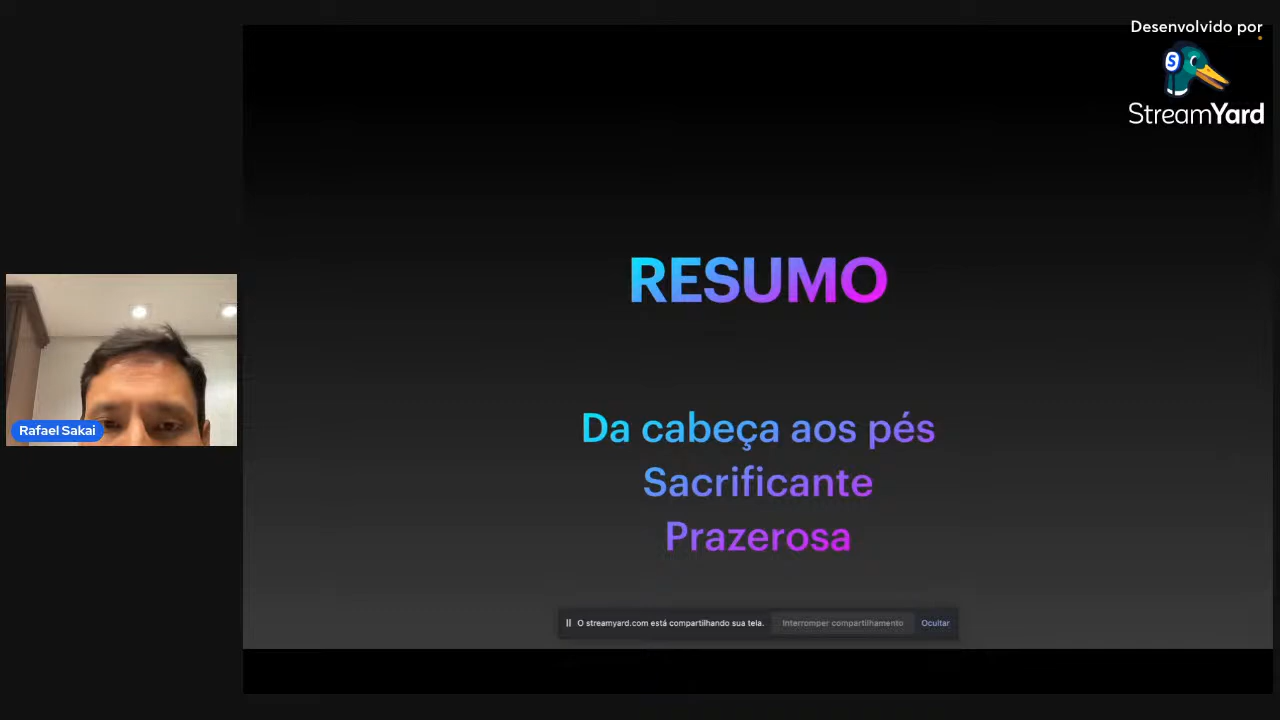 Desenvolvido por
StreamYard
RESUMO
Da cabeça aos pés
Sacrificante
Prazerosa
Rafael Sakai
O streamyard.com está compartilhando sua tela. Interromper compartilhamento Ocultar